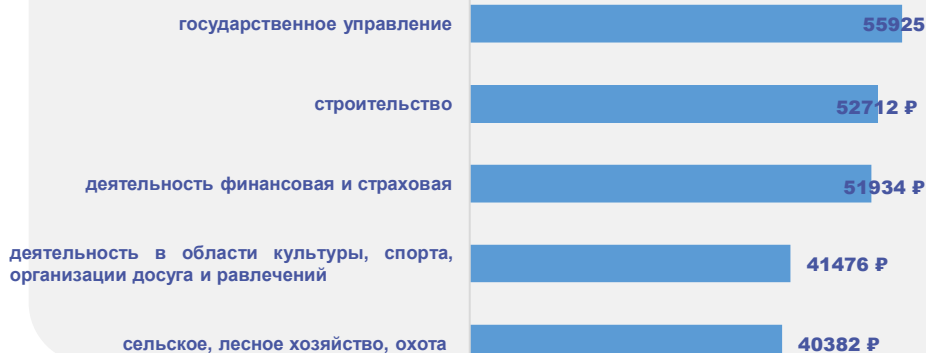 государственное управление 55925
строительство 52712 ₽
деятельность финансовая и страховая 51934 ₽
деятельность в области культуры, спорта,
организации досуга и равлечений 41476 ₽
сельское, лесное хозяйство, охота 40382 ₽